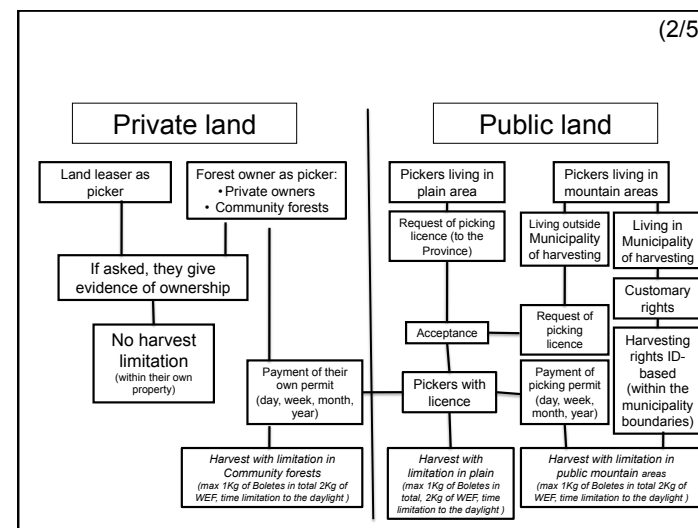 (2/5
Private land
Public land
Land leaser as
picker
Forest owner as picker:
• Private owners
• Community forests
Pickers living in
plain area
Pickers living in
mountain areas
Request of picking
licence (to the
Province)
Living outside
Municipality
of harvesting
Living in
Municipality
of harvesting
If asked, they give
evidence of ownership
Customary
rights
No harvest
limitation
(within their own
property)
Acceptance
Request of
picking
licence
Harvesting
rights ID-
based
(within the
municipality
boundaries)
Payment of their
own permit
(day, week, month,
year)
Pickers with
licence
Payment of
picking permit
(day, week,
month, year)
Harvest with limitation in
Community forests
(max 1Kg of Boletes in total 2Kg of
WEF, time limitation to the daylight )
Harvest with
limitation in plain
(max 1Kg of Boletes in
total, 2Kg of WEF, time
limitation to the daylight )
Harvest with limitation in
public mountain areas
(max 1Kg of Boletes in total 2Kg of
WEF, time limitation to the daylight )